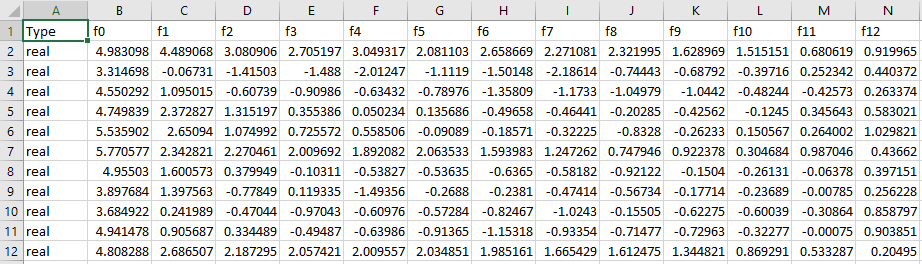 A B C D E F G H I J K L M N
1 Type f0 f1 f2 f3 f4 f5 f6 f7 f8 f9 f10 f11 f12
2 real 4.983098 4.489068 3.080906 2.705197 3.049317 2.081103 2.658669 2.271081 2.321995 1.628969 1.515151 0.680619 0.919965
3 real 3.314698 -0.06731 -1.41503 -1.488 -2.01247 -1.1119 -1.50148 -2.18614 -0.74443 -0.68792 -0.39716 0.252342 0.440372
4 real 4.550292 1.095015 -0.60739 -0.90986 -0.63432 -0.78976 -1.35809 -1.1733 -1.04979 -1.0442 -0.48244 -0.42573 0.263374
5 real 4.749839 2.372827 1.315197 0.355386 0.050234 0.135686 -0.49658 -0.46441 -0.20285 -0.42562 -0.1245 0.345643 0.583021
6 real 5.535902 2.65094 1.074992 0.725572 0.558506 -0.09089 -0.18571 -0.32225 -0.8328 -0.26233 0.150567 0.264002 1.029821
7 real 5.770577 2.342821 2.270461 2.009692 1.892082 2.063533 1.593983 1.247262 0.747946 0.922378 0.304684 0.987046 0.43662
8 real 4.95503 1.600573 0.379949 -0.10311 -0.53827 -0.53635 -0.6365 -0.58182 -0.92122 -0.1504 -0.26131 -0.06378 0.397151
9 real 3.897684 1.397563 -0.77849 0.119335 -1.49356 -0.2688 -0.2381 -0.47414 -0.56734 -0.17714 -0.23689 -0.00785 0.256228
10 real 3.684922 0.241989 -0.47044 -0.97043 -0.60976 -0.57284 -0.82467 -1.0243 -0.15505 -0.62275 -0.60039 -0.30864 0.858797
11 real 4.941478 0.905687 0.334489 -0.49487 -0.63986 -0.91365 -1.15318 -0.93354 -0.71477 -0.72963 -0.32277 -0.00075 0.903851
12 real 4.808288 2.686507 2.187295 2.057421 2.009557 2.034851 1.985161 1.665429 1.612475 1.344821 0.869291 0.533287 0.20495